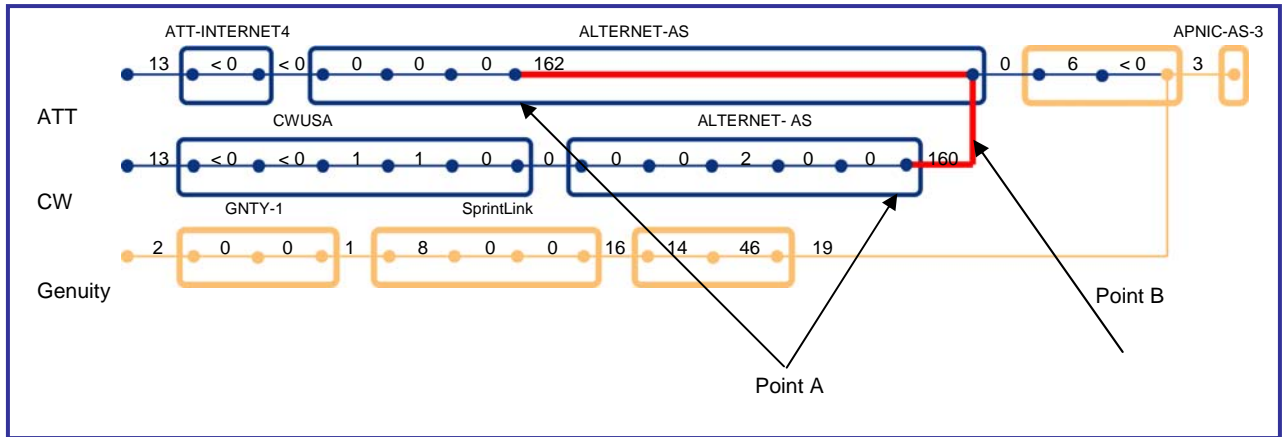 ATT-INTERNET4 ALTERNET-AS APNIC-AS-3
13 < 0 < 0 0 0 0 162 0 6 < 0 3
ATT
CWUSA ALTERNET- AS
13 <0 <0 1 1 0 0 0 0 2 0 0 160
CW
GNTY-1 SprintLink
2 0 0 1 8 0 0 16 14 46 19
Genuity
Point B
Point A